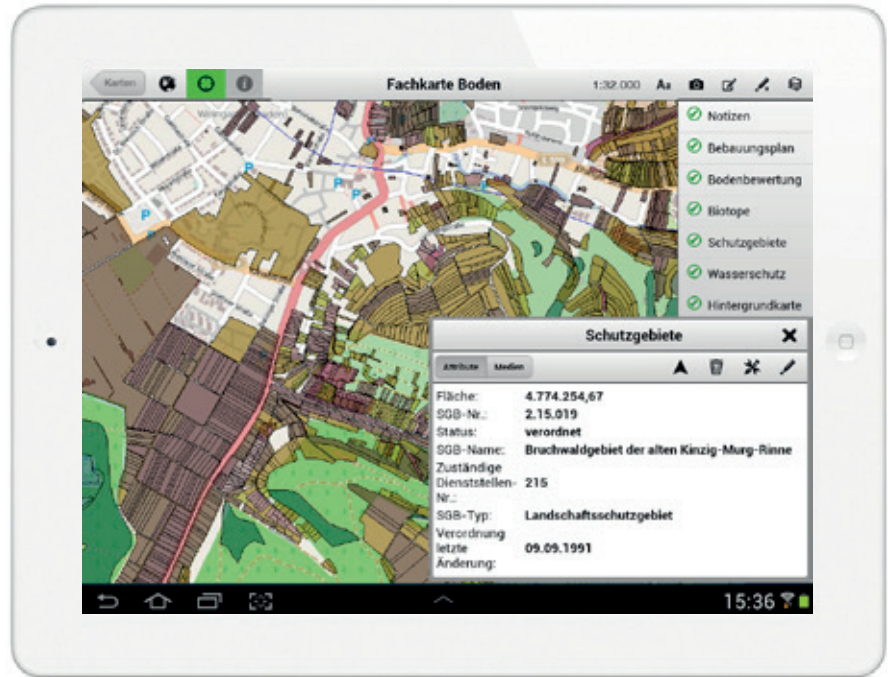 Karten
Fachkarte Boden
1:32.000
Aa
Notizen
Bebauungsplan
Bodenbewertung
Biotope
Schutzgebiete
Wasserschutz
Hintergrundkarte
P
P
P
P
Schutzgebiete
Attribute Medien
Fläche: 4.774.254,67
SGB-Nr.: 2.15.019
Status: verordnet
SGB-Name: Bruchwaldgebiet der alten Kinzig-Murg-Rinne
Zuständige
Dienststellen- 215
Nr.:
SGB-Typ: Landschaftsschutzgebiet
Verordnung
letzte 09.09.1991
Änderung:
15:36